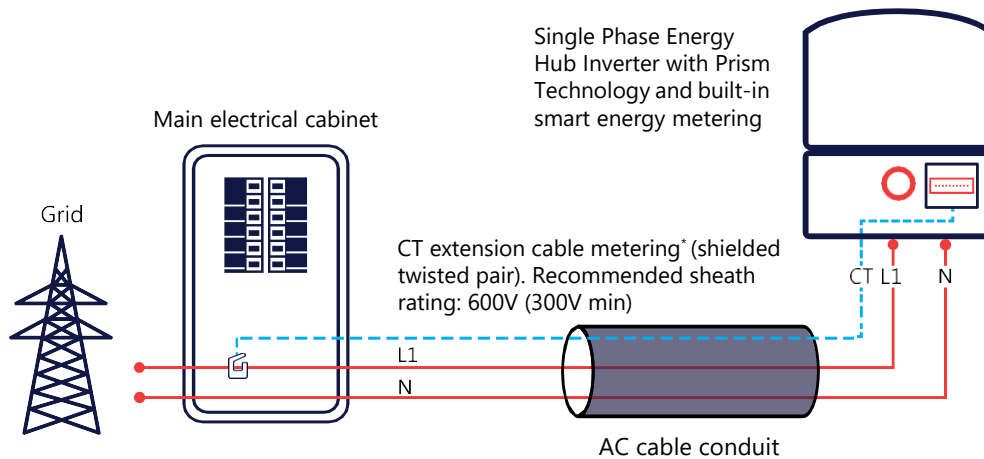 Single Phase Energy
Hub Inverter with Prism
Technology and built-in
smart energy metering
Main electrical cabinet
Grid
CT extension cable metering* (shielded
twisted pair). Recommended sheath
rating: 600V (300V min)
CT L1 N
L1
N
AC cable conduit